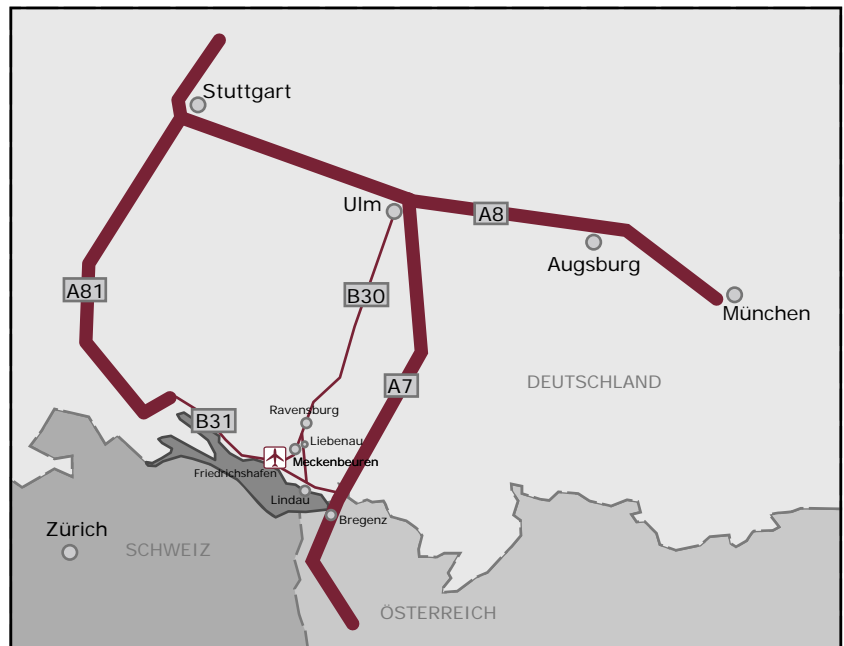 Stuttgart
Ulm
A8
Augsburg
A81
B30
München
A7
DEUTSCHLAND
Ravensburg
B31
Liebenau
Meckenbeuren
Friedrichshafen
Lindau
Bregenz
Zürich
SCHWEIZ
ÖSTERREICH